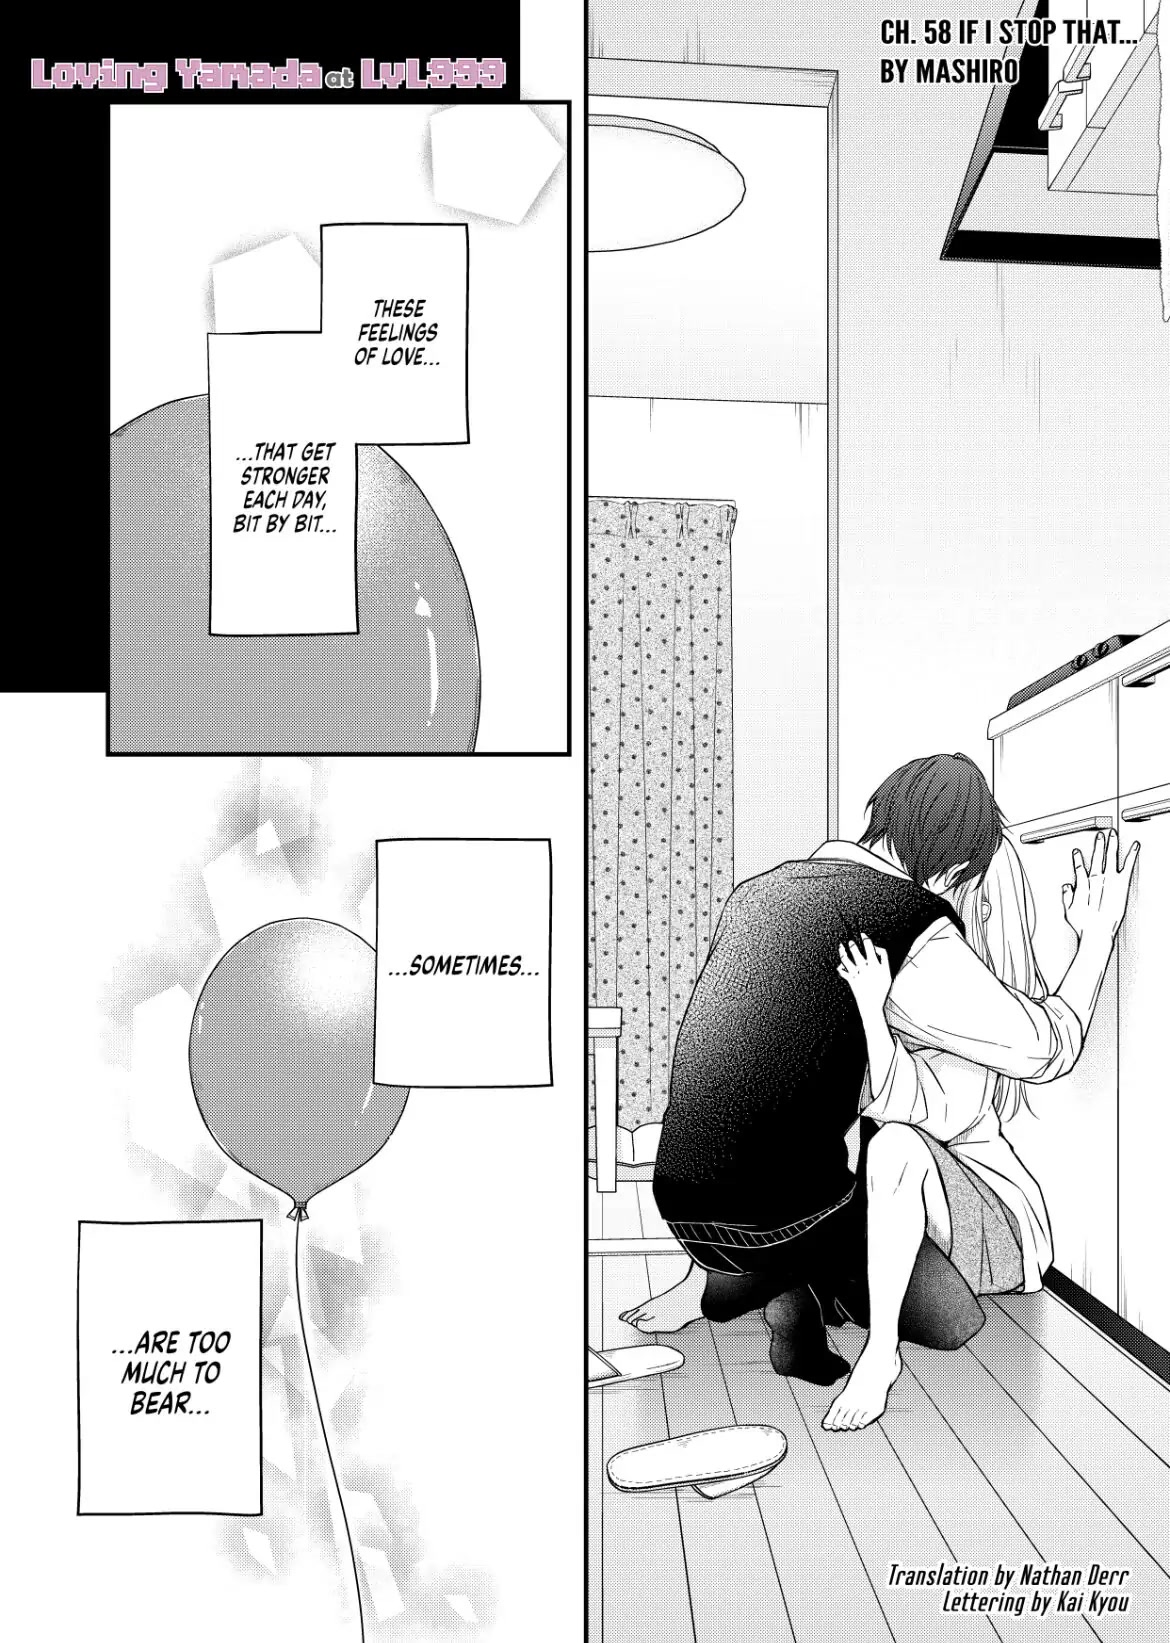 CH. 58 IF I STOP THAT...
BY MASHIRO
Loving Yamada at LvL999
THESE
FEELINGS
OF LOVE...
...THAT GET
STRONGER
EACH DAY,
BIT BY BIT...
...SOMETIMES...
...ARE TOO
MUCH TO
BEAR...
Translation by Nathan Derr
Lettering by Kai Kyou